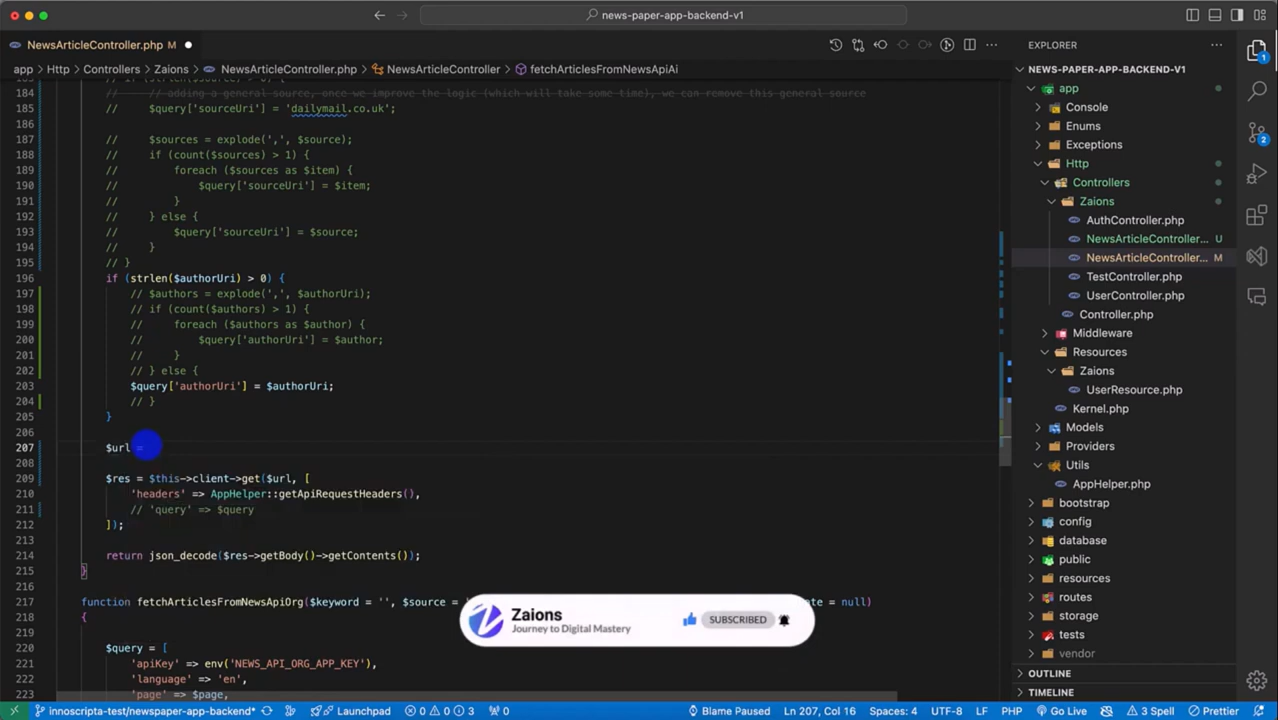 news-paper-app-backend-v1
NewsArticleController.php M
app > Http > Controllers > Zaions > NewsArticleController.php > NewsArticleController > fetchArticlesFromNewsApiAi
184 // adding a general source, once we improve the logic (which will take some time), we can remove this general source
185 // $query['sourceUri'] = 'dailymail.co.uk';
186
187 // $sources = explode(',', $source);
188 // if (count($sources) > 1) {
189 // foreach ($sources as $item) {
190 // $query['sourceUri'] = $item;
191 // }
192 // } else {
193 // $query['sourceUri'] = $source;
194 // }
195 // }
196 if (strlen($authorUri) > 0) {
197 // $authors = explode(',', $authorUri);
198 // if (count($authors) > 1) {
199 // foreach ($authors as $author) {
200 // $query['authorUri'] = $author;
201 // }
202 // } else {
203 $query['authorUri'] = $authorUri;
204 // }
205 }
206
207 $url =
208
209 $res = $this->client->get($url, [
210 'headers' => AppHelper::getApiRequestHeaders(),
211 // 'query' => $query
212 ]);
213
214 return json_decode($res->getBody()->getContents());
215 }
216
217 function fetchArticlesFromNewsApiOrg($keyword = '', $source = = null)
218 {
219
220 $query = [
221 'apiKey' => env('NEWS_API_ORG_APP_KEY'),
222 'language' => 'en',
223 'page' => $page,
Zaions
Journey to Digital Mastery
SUBSCRIBED
EXPLORER
NEWS-PAPER-APP-BACKEND-V1
app
Console
Enums
Exceptions
Http
Controllers
Zaions
AuthController.php
NewsArticleController... U
NewsArticleController... M
TestController.php
UserController.php
Controller.php
Middleware
Resources
Zaions
UserResource.php
Kernel.php
Models
Providers
Utils
AppHelper.php
bootstrap
config
database
public
resources
routes
storage
tests
vendor
OUTLINE
TIMELINE
1
2
innoscripta-test/newspaper-app-backend* Launchpad 0 0 3 0 Blame Paused Ln 207, Col 16 Spaces: 4 UTF-8 LF PHP Go Live 3 Spell Prettier